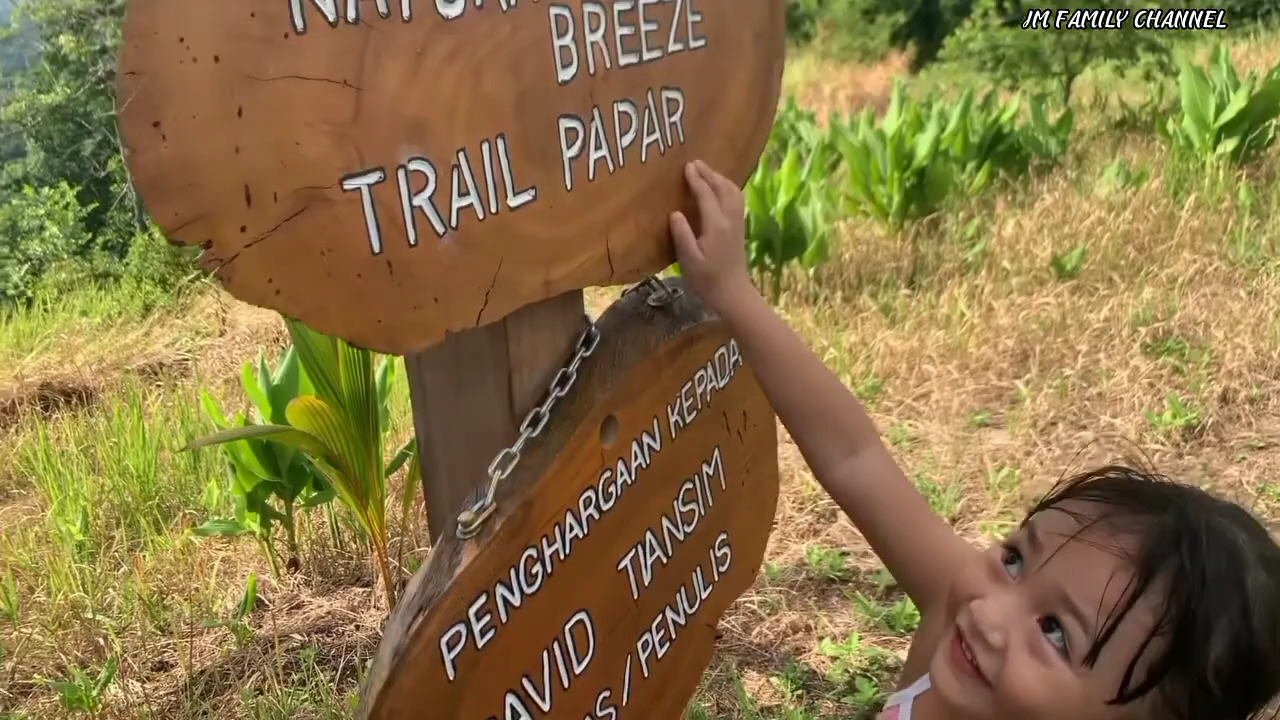 JM FAMILY CHANNEL
BREEZE
TRAIL PAPAR
PENGHARGAAN KEPADA
TIANSIM
/PENULIS